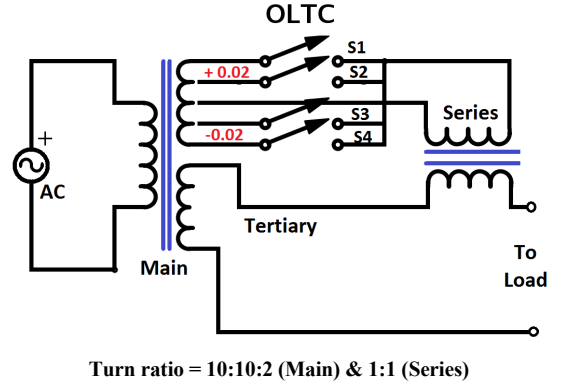 OLTC
S1
+ 0.02
S2
S3
-0.02
S4
Series
+
AC
Tertiary
Main
To
Load
Turn ratio = 10:10:2 (Main) & 1:1 (Series)